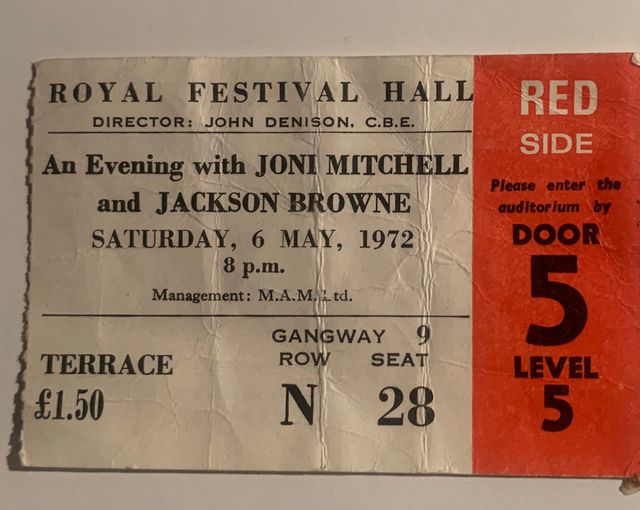 ROYAL FESTIVAL HALL
DIRECTOR: JOHN DENISON, C.B.E.
An Evening with JONI MITCHELL
and JACKSON BROWNE
SATURDAY, 6 MAY, 1972
8 p.m.
Management: M.A.M. Ltd.
GANGWAY 9
TERRACE ROW SEAT
£1.50 N 28
RED
SIDE
Please enter the
auditorium by
DOOR
5
LEVEL
5